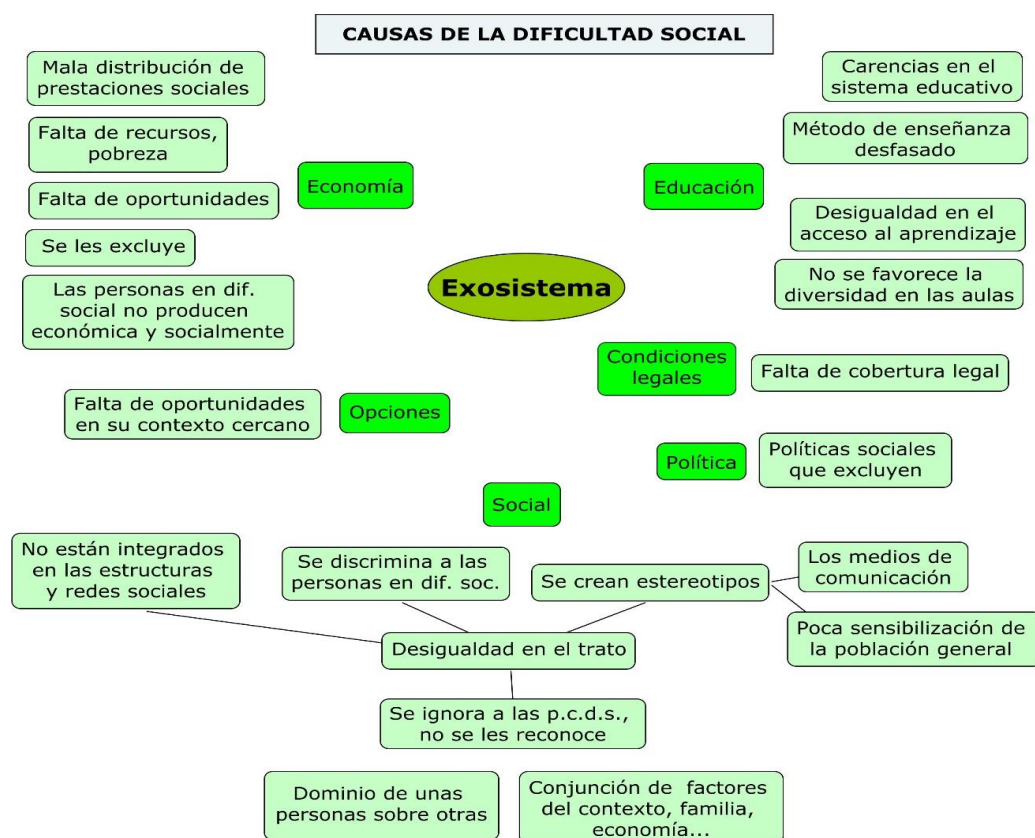 CAUSAS DE LA DIFICULTAD SOCIAL
Mala distribución de
prestaciones sociales
Falta de recursos,
pobreza
Falta de oportunidades
Se les excluye
Las personas en dif.
social no producen
económica y socialmente
Economía
Educación
Carencias en el
sistema educativo
Método de enseñanza
desfasado
Desigualdad en el
acceso al aprendizaje
No se favorece la
diversidad en las aulas
Exosistema
Condiciones
legales
Falta de cobertura legal
Falta de oportunidades
en su contexto cercano
Opciones
Política
Políticas sociales
que excluyen
Social
No están integrados
en las estructuras
y redes sociales
Se discrimina a las
personas en dif. soc.
Se crean estereotipos
Los medios de
comunicación
Poca sensibilización de
la población general
Desigualdad en el trato
Se ignora a las p.c.d.s.,
no se les reconoce
Dominio de unas
personas sobre otras
Conjunción de factores
del contexto, familia,
economía...